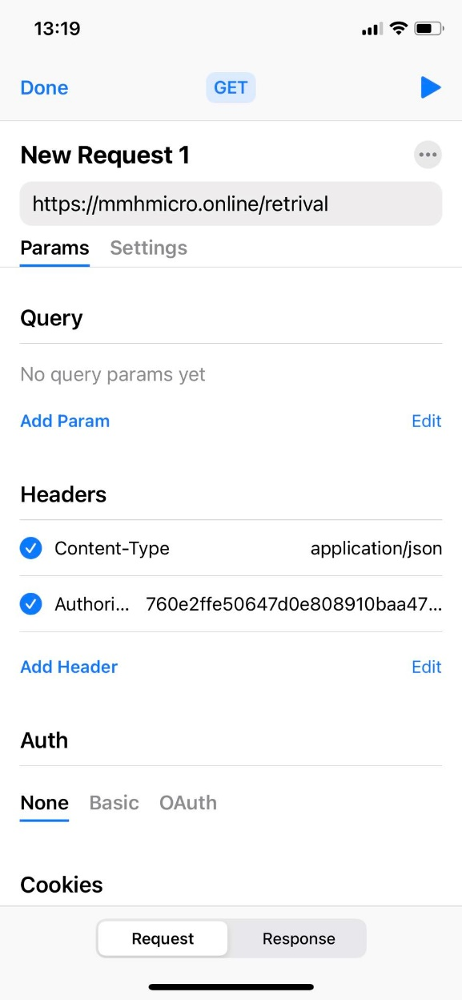 13:19
Done GET
New Request 1
https://mmhmicro.online/retrival
Params Settings
Query
No query params yet
Add Param Edit
Headers
Content-Type application/json
Authori... 760e2ffe50647d0e808910baa47...
Add Header Edit
Auth
None Basic OAuth
Cookies
Request Response